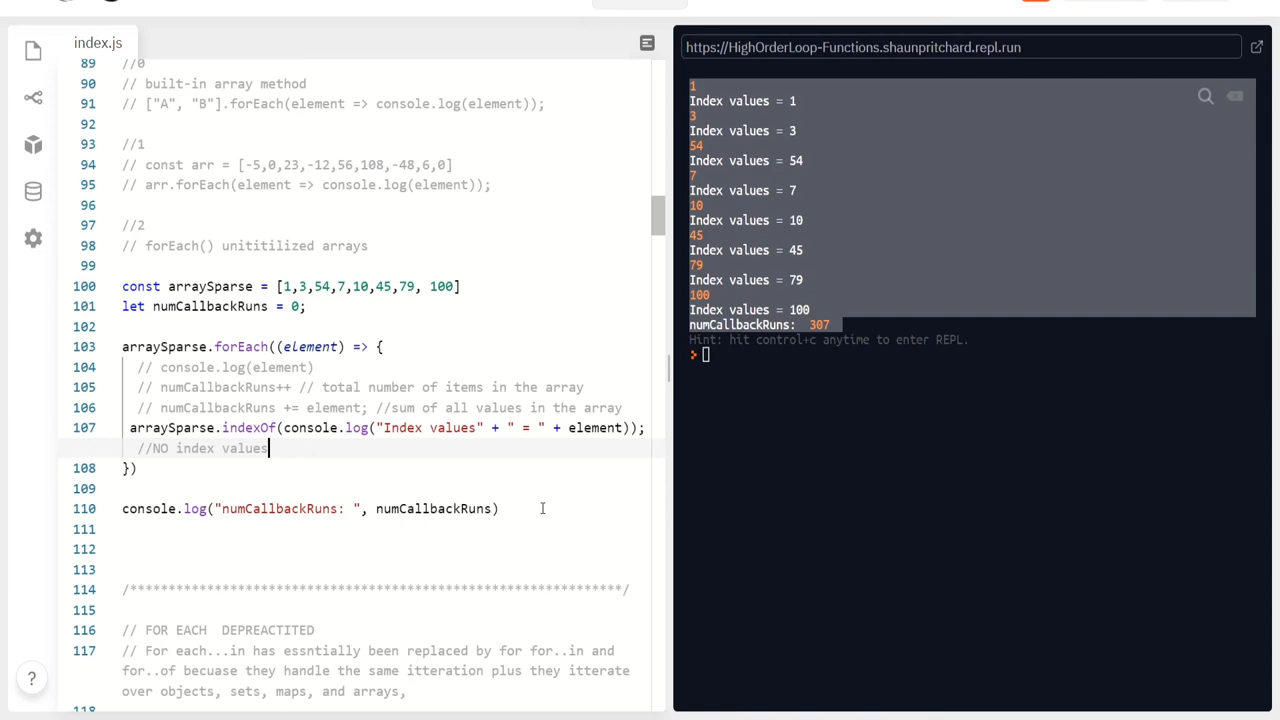 index.js
89 //0
90 // built-in array method
91 // ["A", "B"].forEach(element => console.log(element));
92
93 //1
94 // const arr = [-5,0,23,-12,56,108,-48,6,0]
95 // arr.forEach(element => console.log(element));
96
97 //2
98 // forEach() unititilized arrays
99
100 const arraySparse = [1,3,54,7,10,45,79, 100]
101 let numCallbackRuns = 0;
102
103 arraySparse.forEach((element) => {
104 // console.log(element)
105 // numCallbackRuns++ // total number of items in the array
106 // numCallbackRuns += element; //sum of all values in the array
107 arraySparse.indexOf(console.log("Index values" + " = " + element));
//NO index values
108 })
109
110 console.log("numCallbackRuns: ", numCallbackRuns)
111
112
113
114 /****************************************************************/
115
116 // FOR EACH  DEPREACTITED
117 // For each...in has essntially been replaced by for for..in and
for..of becuase they handle the same itteration plus they itterate
over objects, sets, maps, and arrays,
118
?
https://HighOrderLoop-Functions.shaunpritchard.repl.run
1
Index values = 1
3
Index values = 3
54
Index values = 54
7
Index values = 7
10
Index values = 10
45
Index values = 45
79
Index values = 79
100
Index values = 100
numCallbackRuns:  307
Hint: hit control+c anytime to enter REPL.
>